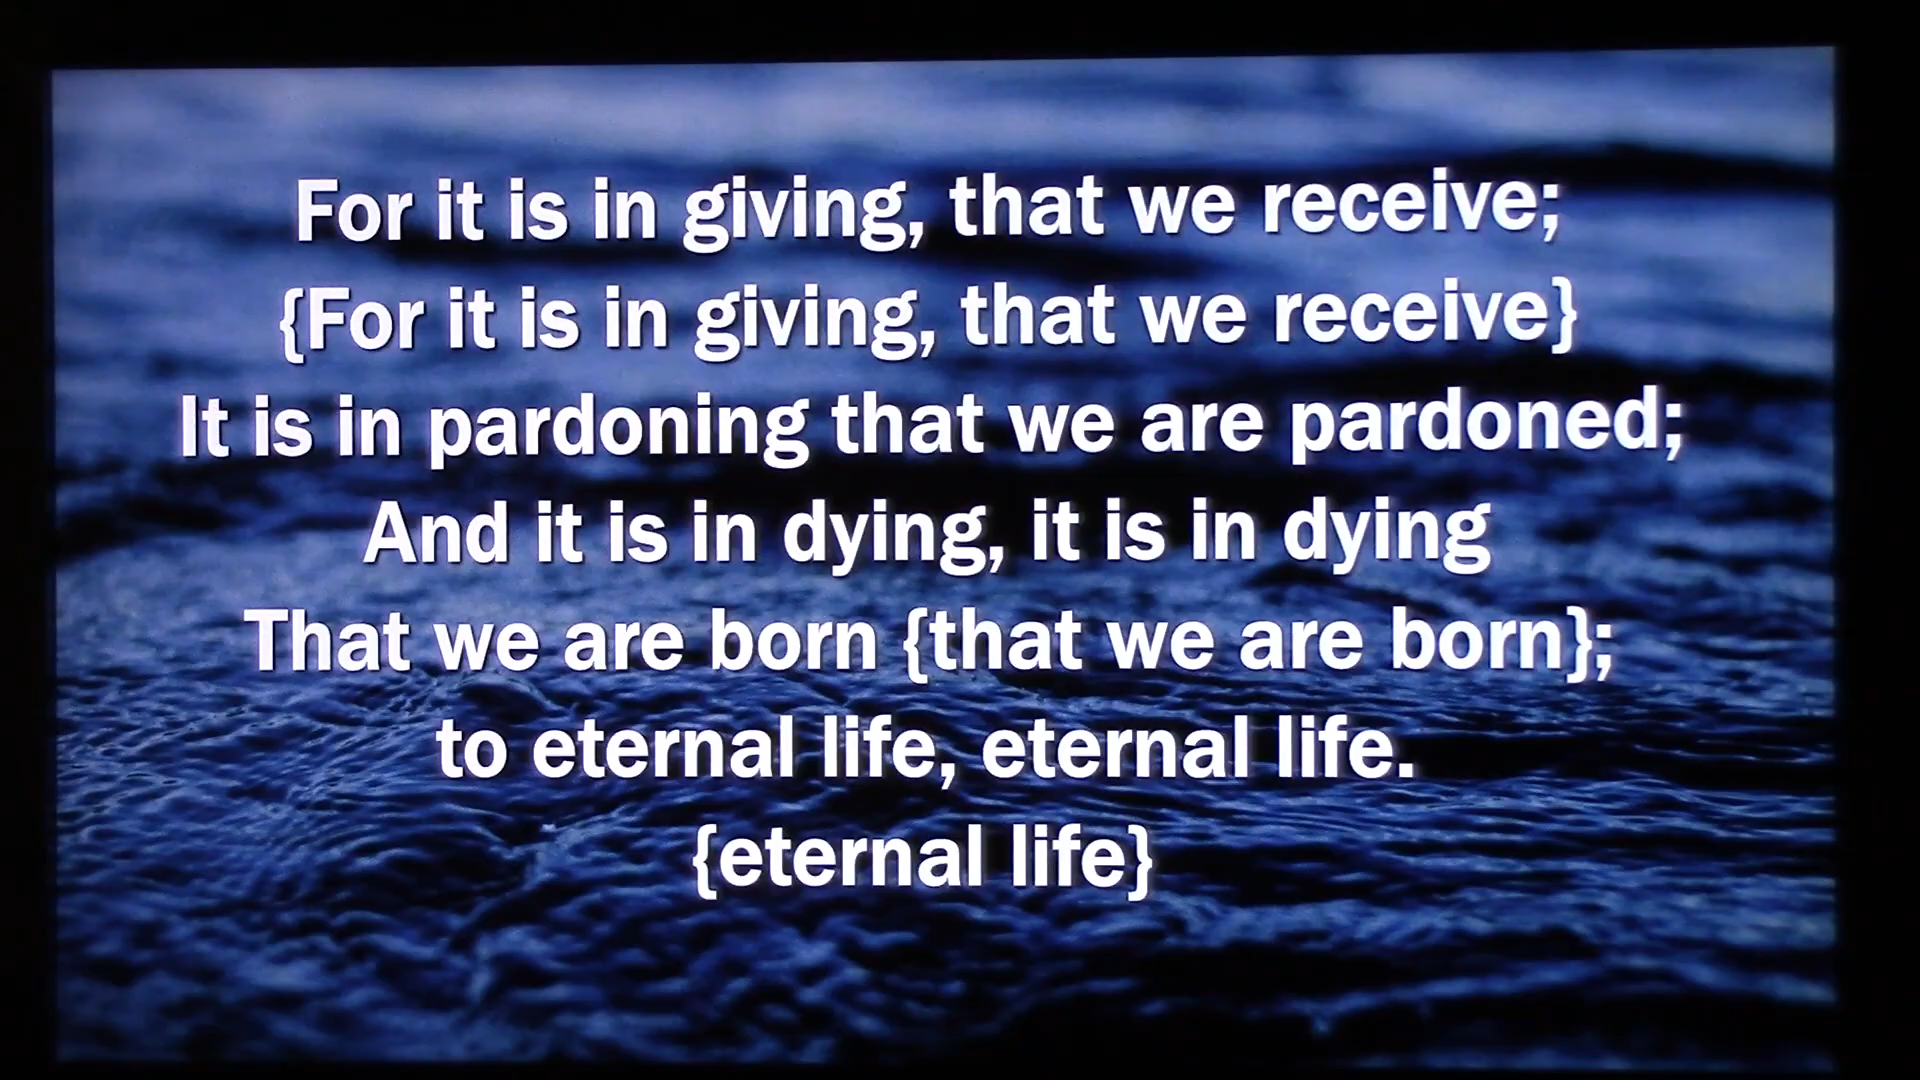 For it is in giving, that we receive;
{For it is in giving, that we receive}
It is in pardoning that we are pardoned;
And it is in dying, it is in dying
That we are born {that we are born};
to eternal life, eternal life.
{eternal life}